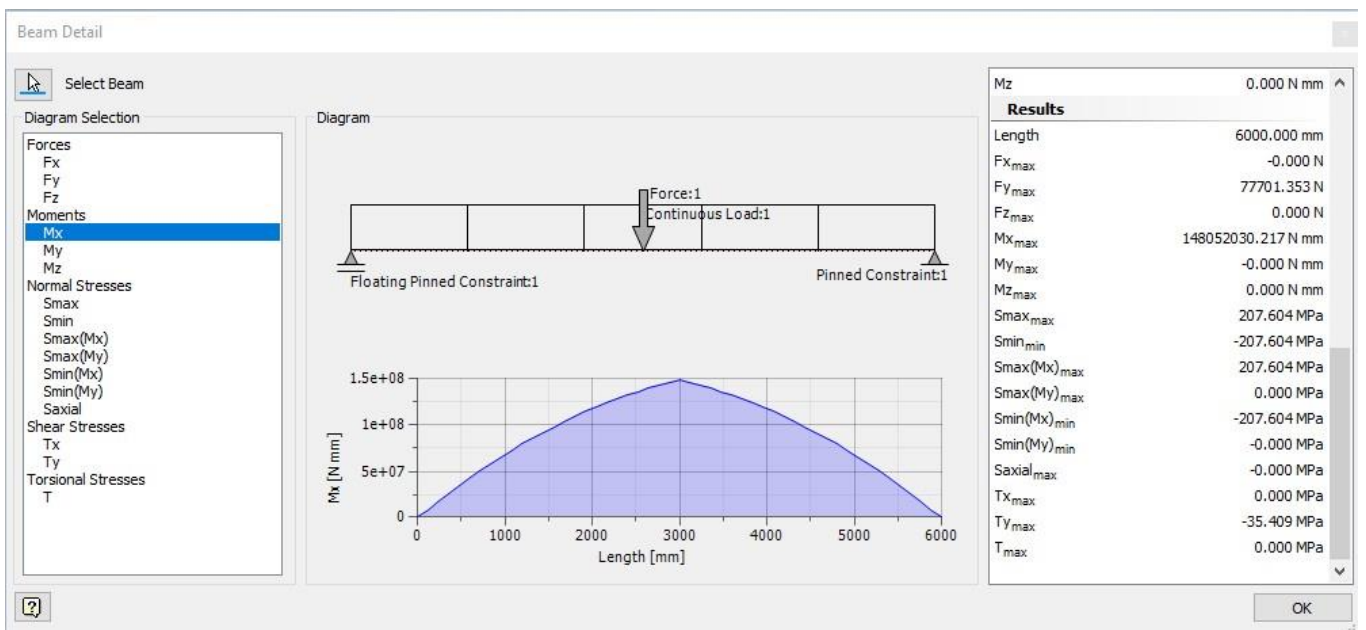 Beam Detail
Select Beam
Diagram Selection
Forces
Fx
Fy
Fz
Moments
Mx
My
Mz
Normal Stresses
Smax
Smin
Smax(Mx)
Smax(My)
Smin(Mx)
Smin(My)
Saxial
Shear Stresses
Tx
Ty
Torsional Stresses
T
Diagram
Force:1
Continuous Load:1
Floating Pinned Constraint:1
Pinned Constraint:1
1.5e+08
1e+08
5e+07
0
Mx [N mm]
0 1000 2000 3000 4000 5000 6000
Length [mm]
Mz 0.000 N mm
Results
Length 6000.000 mm
Fxmax -0.000 N
Fymax 77701.353 N
Fzmax 0.000 N
Mxmax 148052030.217 N mm
Mymax -0.000 N mm
Mzmax 0.000 N mm
Smaxmax 207.604 MPa
Sminmin -207.604 MPa
Smax(Mx)max 207.604 MPa
Smax(My)max 0.000 MPa
Smin(Mx)min -207.604 MPa
Smin(My)min -0.000 MPa
Saxialmax -0.000 MPa
Txmax 0.000 MPa
Tymax -35.409 MPa
Tmax 0.000 MPa
?
OK